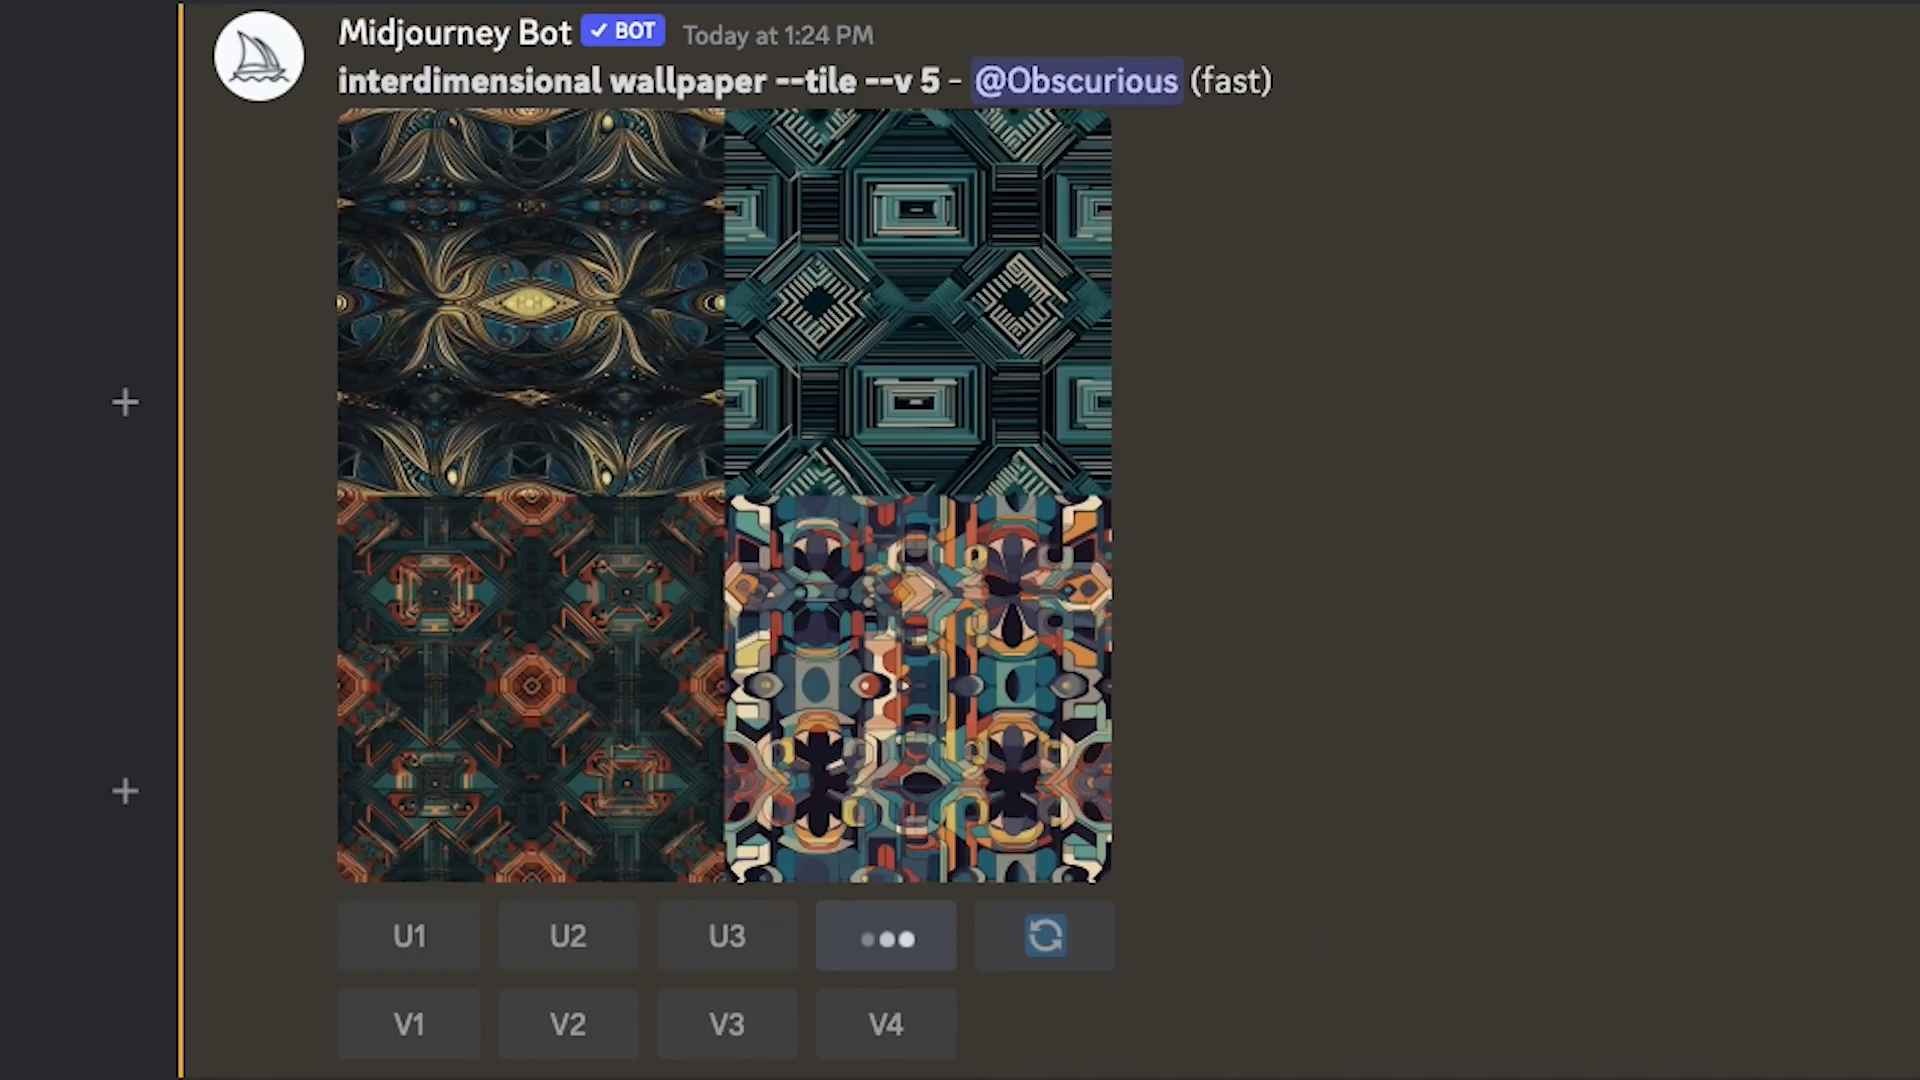 Midjourney Bot ✓ BOT Today at 1:24 PM
interdimensional wallpaper --tile --v 5 - @Obscurious (fast)
U1 U2 U3
V1 V2 V3 V4